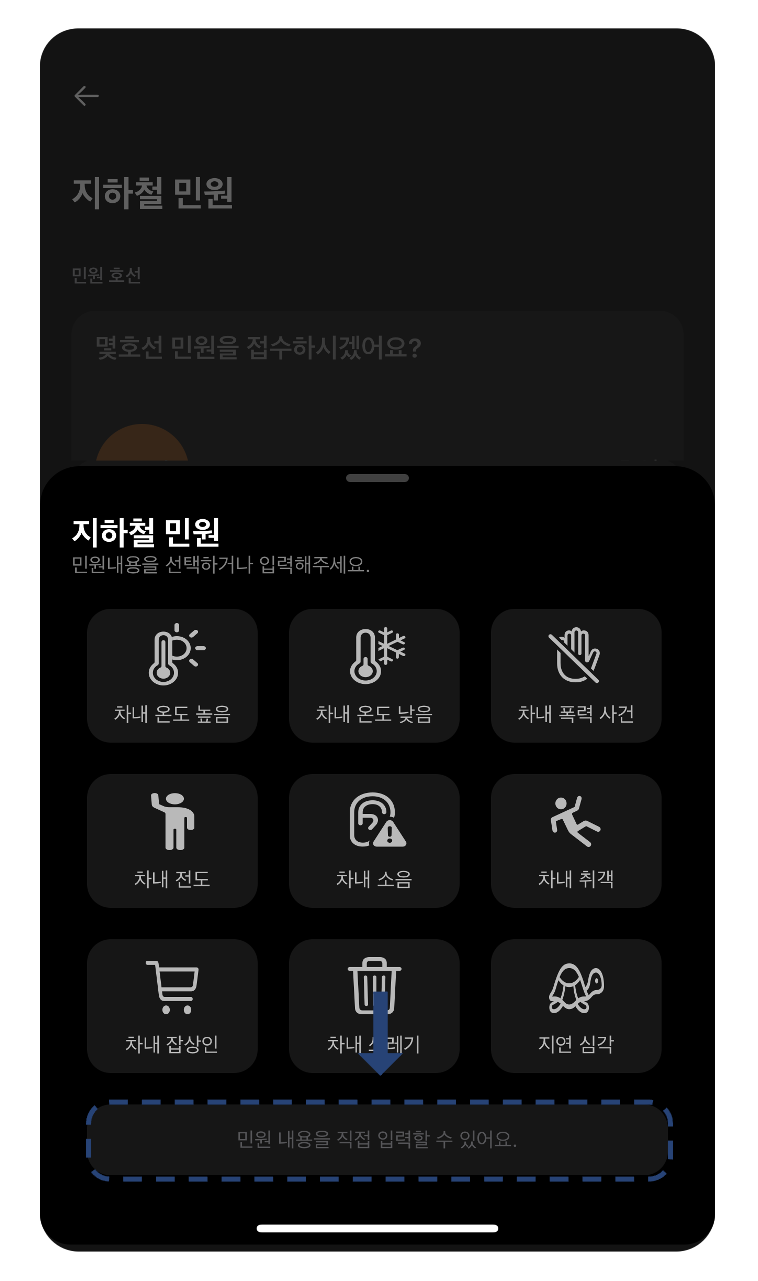 지하철 민원
민원 호선
몇호선 민원을 접수하시겠어요?
지하철 민원
민원내용을 선택하거나 입력해주세요.
차내 온도 높음
차내 온도 낮음
차내 폭력 사건
차내 전도
차내 소음
차내 취객
차내 잡상인
차내 쓰레기
지연 심각
민원 내용을 직접 입력할 수 있어요.